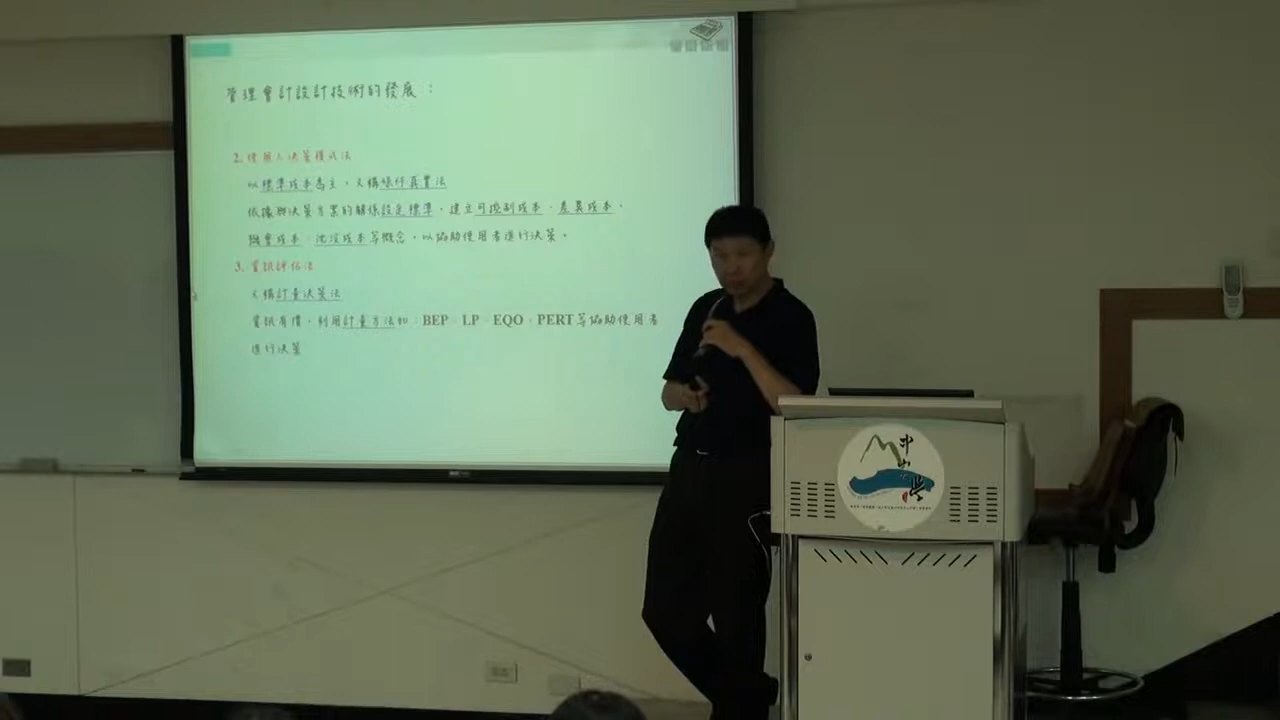 管理會計設計技術的發展：
2. 使用人決策模式法
以標準成本為主，又稱條件真實法
依據與決策方案的關係設定標準，建立可控制成本、差異成本、
機會成本、沈沒成本等概念，以協助使用者進行決策。
3. 資訊評估法
又稱計量決策法
資訊有價，利用計量方法如：BEP、LP、EQO、PERT等協助使用者
進行決策
中山